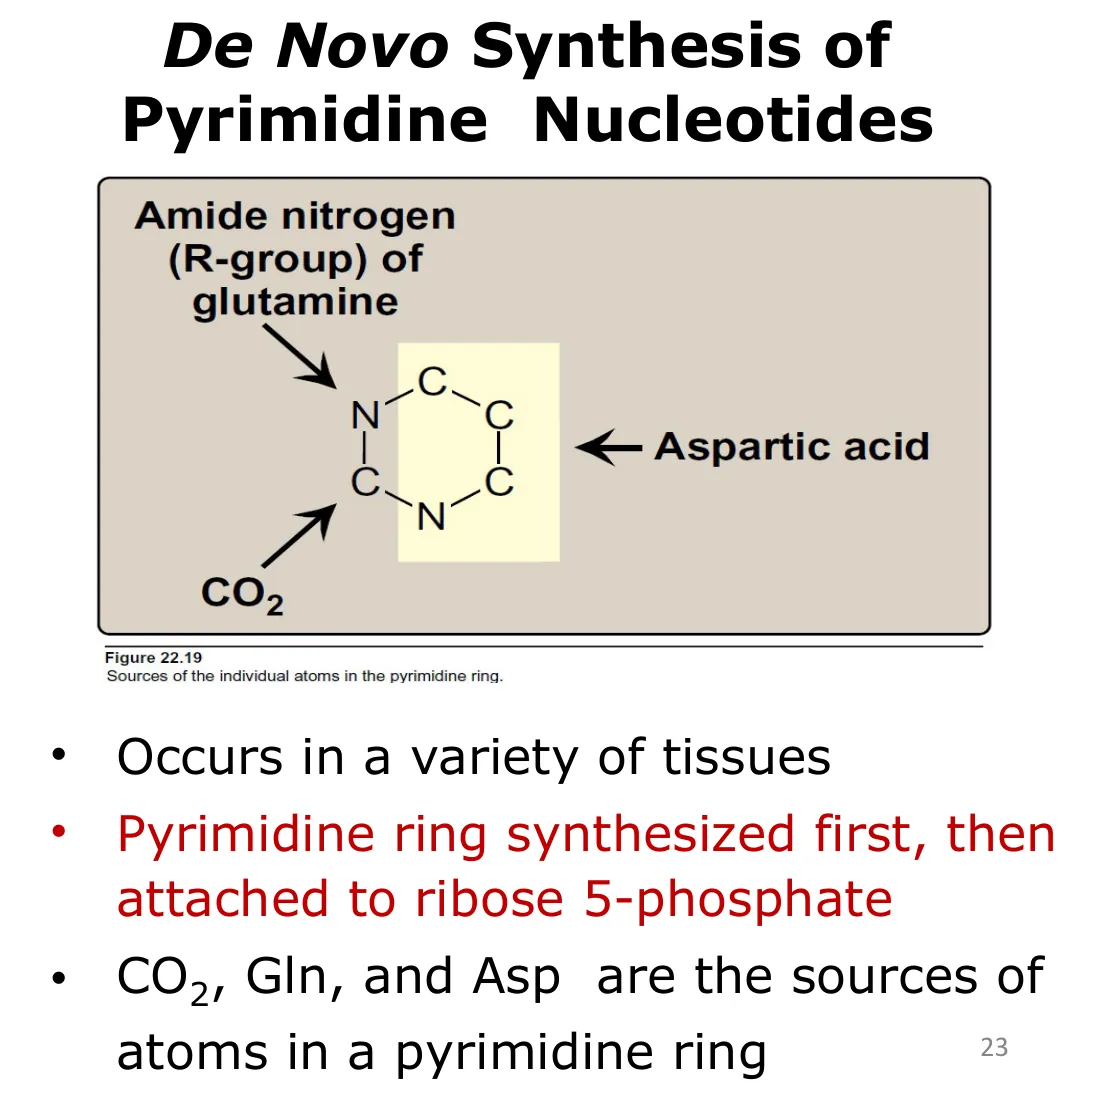 De Novo Synthesis of
Pyrimidine  Nucleotides
Amide nitrogen
(R-group) of
glutamine
C
N
C
C
C
N
Aspartic acid
CO2
Figure 22.19
Sources of the individual atoms in the pyrimidine ring.
• Occurs in a variety of tissues
• Pyrimidine ring synthesized first, then
attached to ribose 5-phosphate
• CO2, Gln, and Asp  are the sources of
atoms in a pyrimidine ring
23